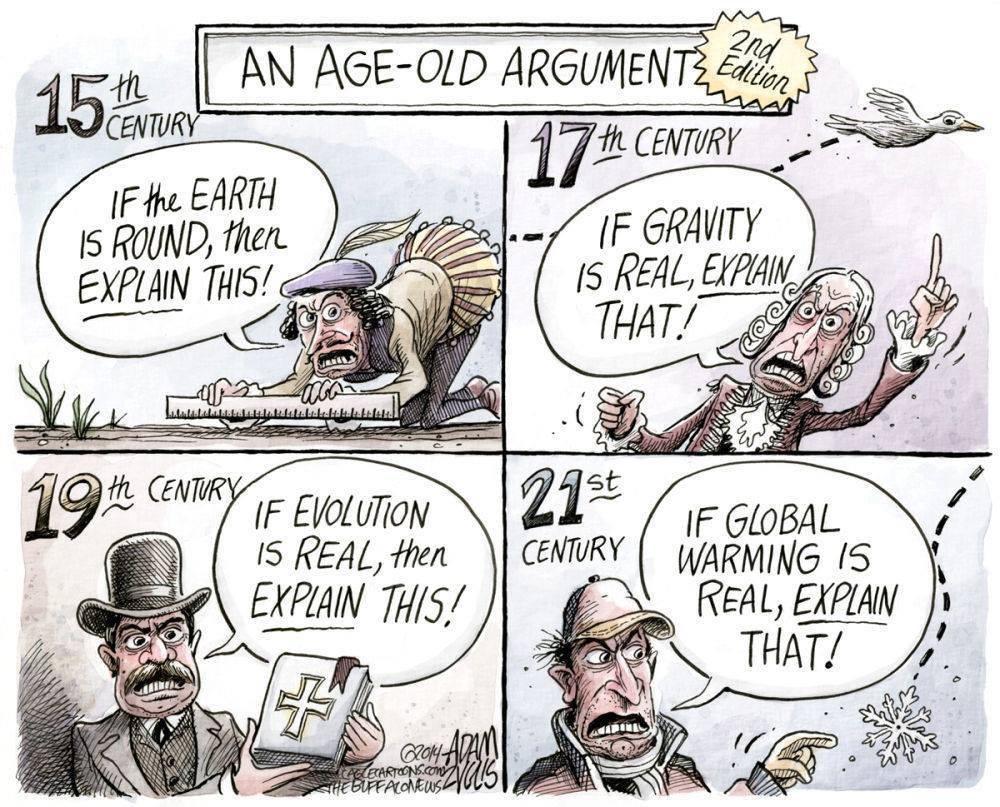 AN AGE-OLD ARGUMENT
2nd
Edition
15th
CENTURY
IF the EARTH
IS ROUND, then
EXPLAIN THIS!
17th CENTURY
IF GRAVITY
IS REAL, EXPLAIN
THAT!
19th CENTURY
IF EVOLUTION
IS REAL, then
EXPLAIN THIS!
©2014 ADAM
ZYGLIS
CAGLECARTOONS.COM
THE BUFFALO NEWS
21st
CENTURY
IF GLOBAL
WARMING IS
REAL, EXPLAIN
THAT!